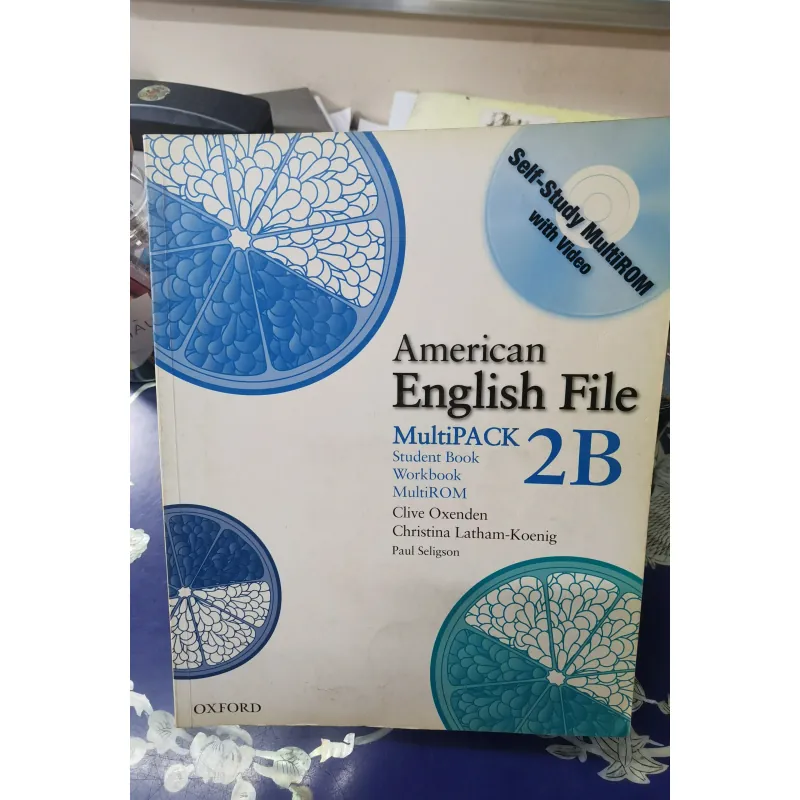 Self-Study MultiROM
with Video
American
English File
MultiPACK 2B
Student Book
Workbook
MultiROM
Clive Oxenden
Christina Latham-Koenig
Paul Seligson
OXFORD